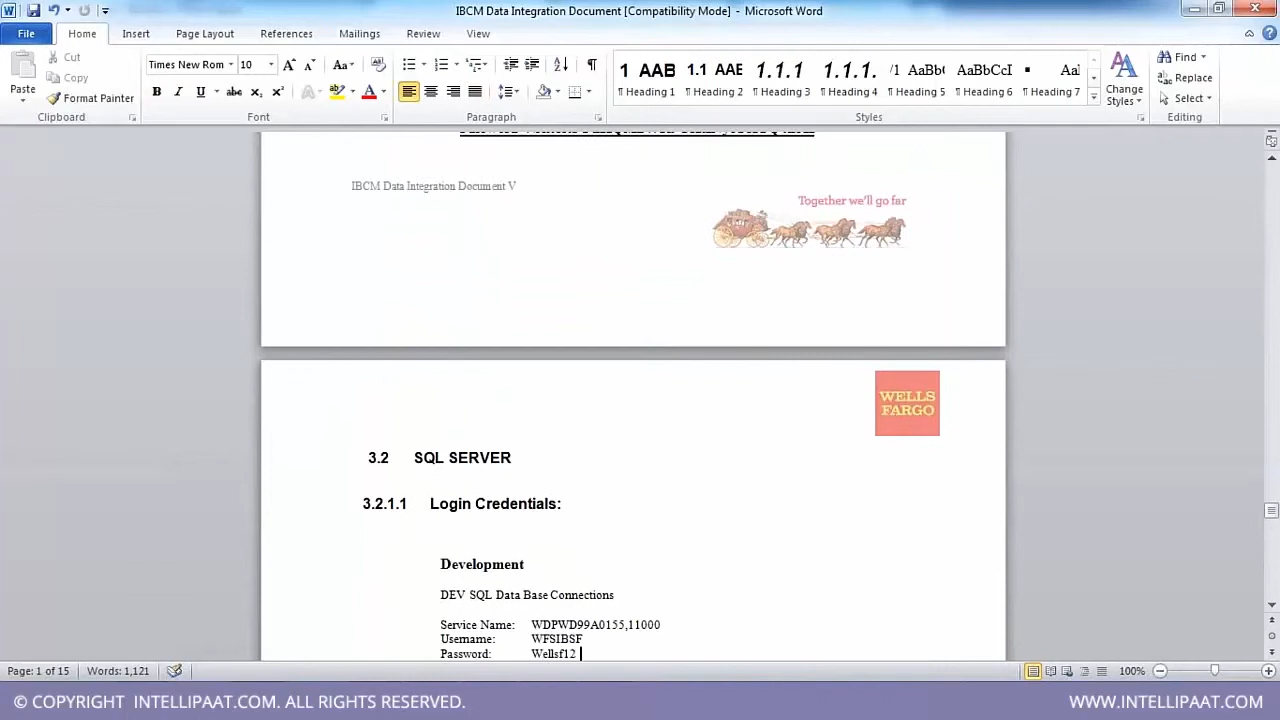 IBCM Data Integration Document [Compatibility Mode] - Microsoft Word
File Home Insert Page Layout References Mailings Review View
Paste Cut Copy Format Painter
Clipboard
Times New Rom 10
Font
Paragraph
1 AAB 1.1 AAE 1.1.1 1.1.1. /1 AaBb( AaBbCcI Aa
Heading 1 Heading 2 Heading 3 Heading 4 Heading 5 Heading 6 Heading 7
Styles
Change Styles
Find
Replace
Select
Editing
IBCM Data Integration Document V
Together we'll go far
WELLS
FARGO
3.2 SQL SERVER
3.2.1.1 Login Credentials:
Development
DEV SQL Data Base Connections
Service Name: WDPWD99A0155,11000
Username: WFSIBSF
Password: Wellsf12
Page: 1 of 15 Words: 1,121 100%
© COPYRIGHT INTELLIPAAT.COM. ALL RIGHTS RESERVED. WWW.INTELLIPAAT.COM